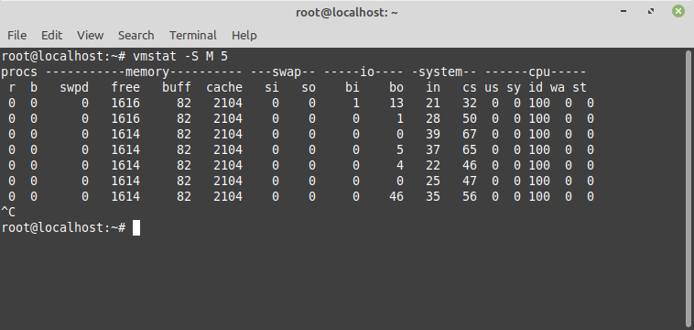 root@localhost: ~
File Edit View Search Terminal Help
root@localhost:~# vmstat -S M 5
procs -----------memory---------- ---swap-- -----io---- -system-- ------cpu-----
 r  b   swpd   free   buff  cache   si   so    bi    bo   in   cs us sy id wa st
 0  0      0   1616     82   2104    0    0     1    13   21   32  0  0 100  0  0
 0  0      0   1616     82   2104    0    0     0     1   28   50  0  0 100  0  0
 0  0      0   1614     82   2104    0    0     0     0   39   67  0  0 100  0  0
 0  0      0   1614     82   2104    0    0     0     5   37   65  0  0 100  0  0
 0  0      0   1614     82   2104    0    0     0     4   22   46  0  0 100  0  0
 0  0      0   1614     82   2104    0    0     0     0   25   47  0  0 100  0  0
 0  0      0   1614     82   2104    0    0     0    46   35   56  0  0 100  0  0
^C
root@localhost:~#